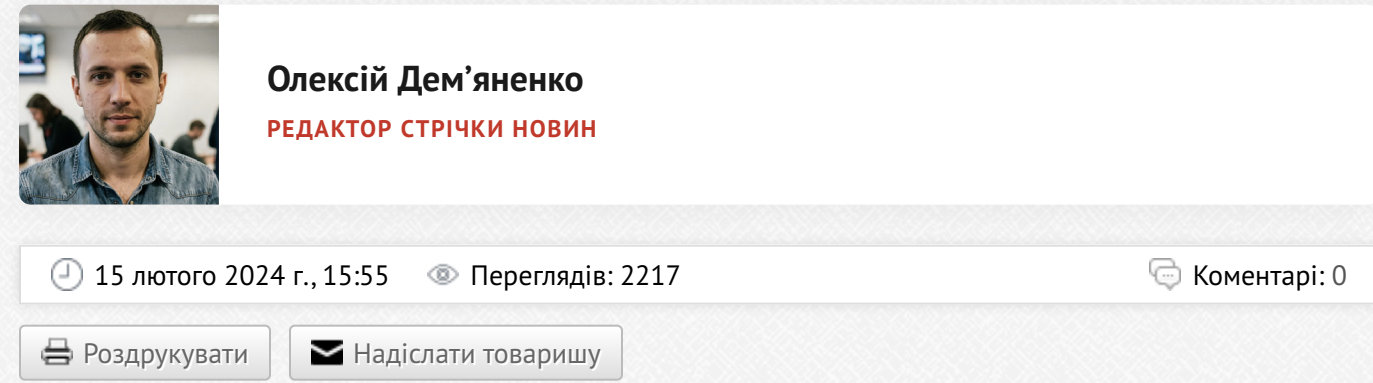 Олексій Дем’яненко
РЕДАКТОР СТРІЧКИ НОВИН
15 лютого 2024 г., 15:55 Переглядів: 2217 Коментарі: 0
Роздрукувати Надіслати товаришу